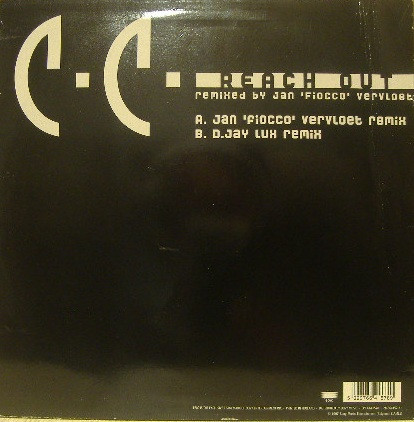 C.C.
REACH OUT
remixed by Jan 'Fiocco' Vervloet
A. Jan 'Fiocco' Vervloet remix
B. D.Jay Lux remix